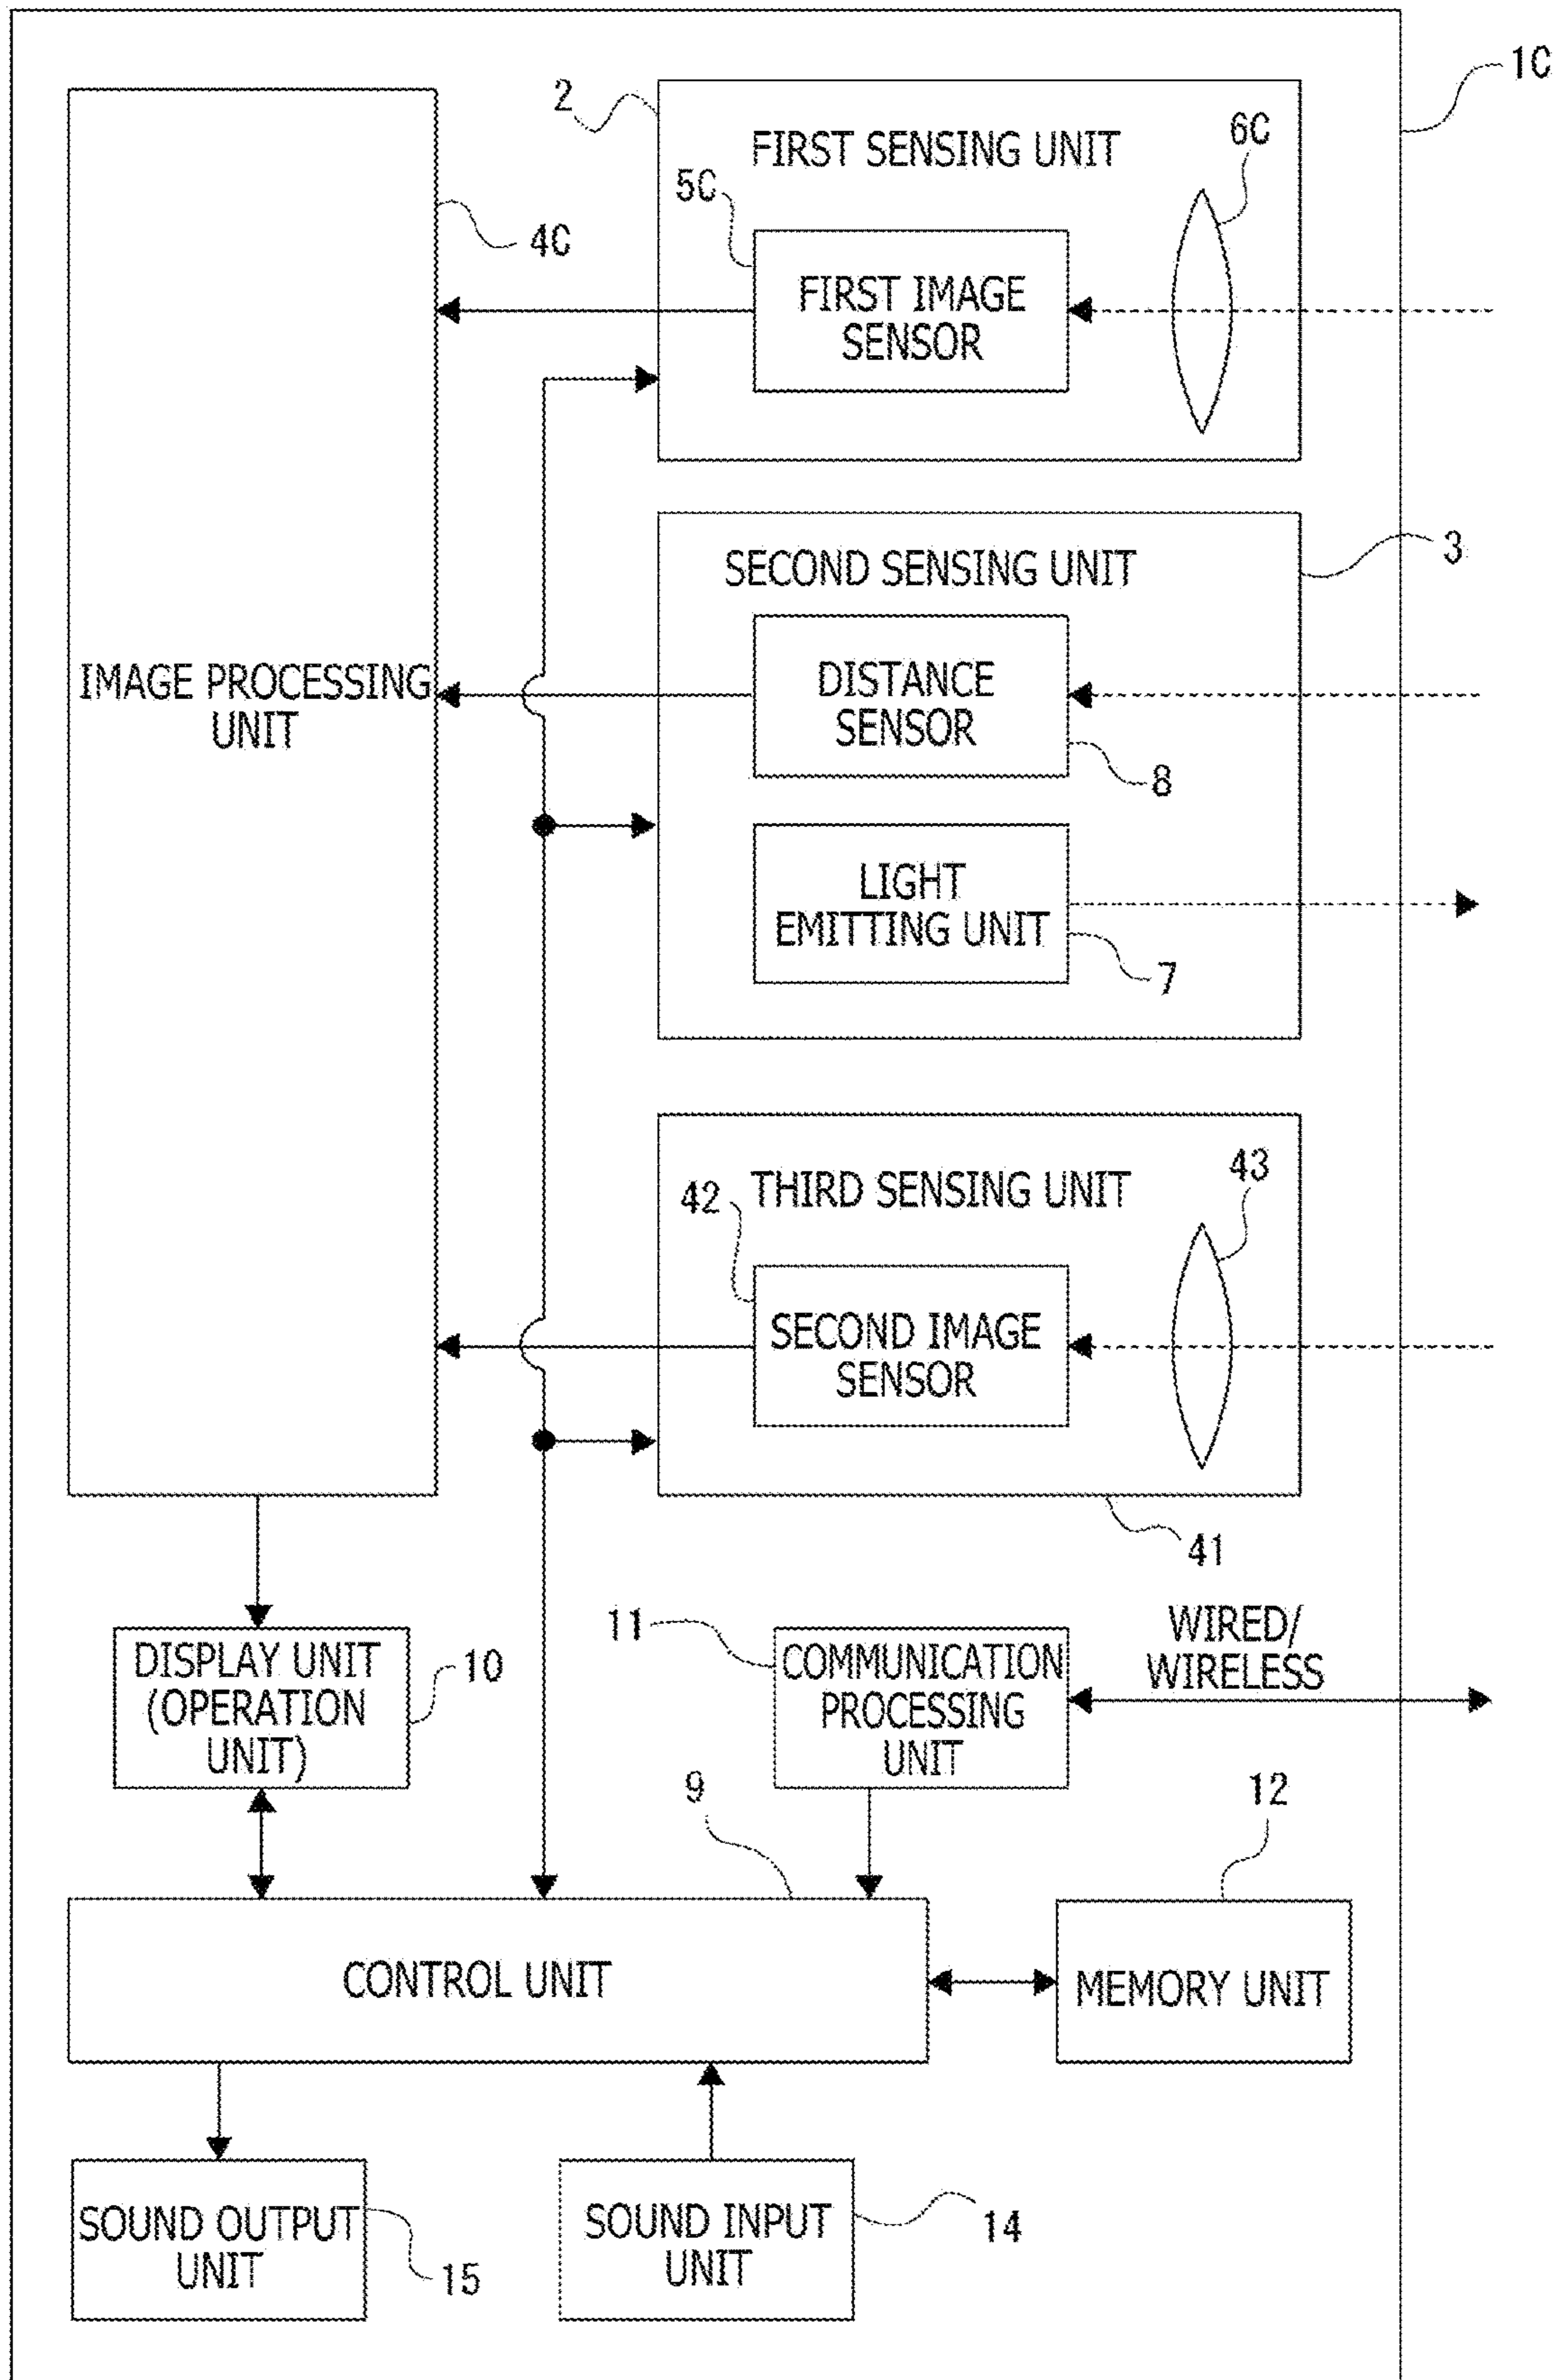 1C
2
FIRST SENSING UNIT
6C
5C
4C
FIRST IMAGE
SENSOR
3
SECOND SENSING UNIT
IMAGE PROCESSING
UNIT
DISTANCE
SENSOR
8
LIGHT
EMITTING UNIT
7
43
THIRD SENSING UNIT
42
SECOND IMAGE
SENSOR
41
11
WIRED/
WIRELESS
DISPLAY UNIT
(OPERATION
UNIT)
10
COMMUNICATION
PROCESSING
UNIT
9
12
CONTROL UNIT
MEMORY UNIT
SOUND OUTPUT
UNIT
15
SOUND INPUT
UNIT
14